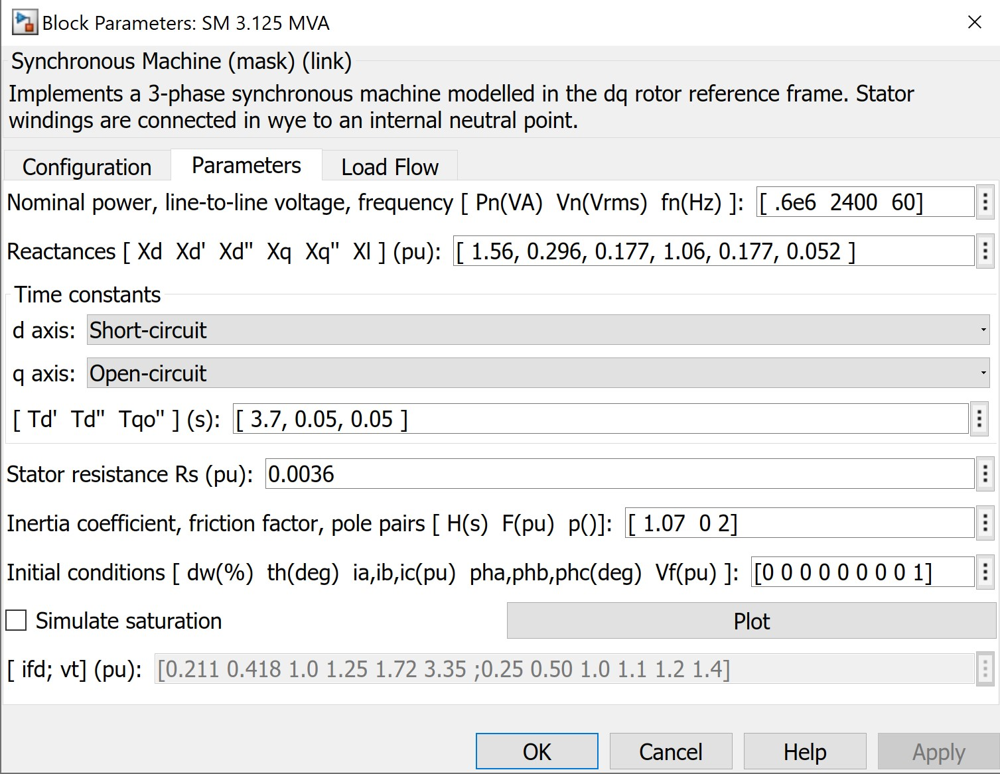 Block Parameters: SM 3.125 MVA
Synchronous Machine (mask) (link)
Implements a 3-phase synchronous machine modelled in the dq rotor reference frame. Stator
windings are connected in wye to an internal neutral point.
Configuration Parameters Load Flow
Nominal power, line-to-line voltage, frequency [ Pn(VA)  Vn(Vrms)  fn(Hz) ]: [ .6e6  2400  60]
Reactances [ Xd  Xd'  Xd''  Xq  Xq''  Xl ] (pu): [ 1.56, 0.296, 0.177, 1.06, 0.177, 0.052 ]
Time constants
d axis: Short-circuit
q axis: Open-circuit
[ Td'  Td''  Tqo'' ] (s): [ 3.7, 0.05, 0.05 ]
Stator resistance Rs (pu): 0.0036
Inertia coefficient, friction factor, pole pairs [ H(s)  F(pu)  p()]: [ 1.07  0 2]
Initial conditions [ dw(%)  th(deg)  ia,ib,ic(pu)  pha,phb,phc(deg)  Vf(pu) ]: [0 0 0 0 0 0 0 0 1]
Simulate saturation Plot
[ ifd; vt] (pu): [0.211 0.418 1.0 1.25 1.72 3.35 ;0.25 0.50 1.0 1.1 1.2 1.4]
OK Cancel Help Apply